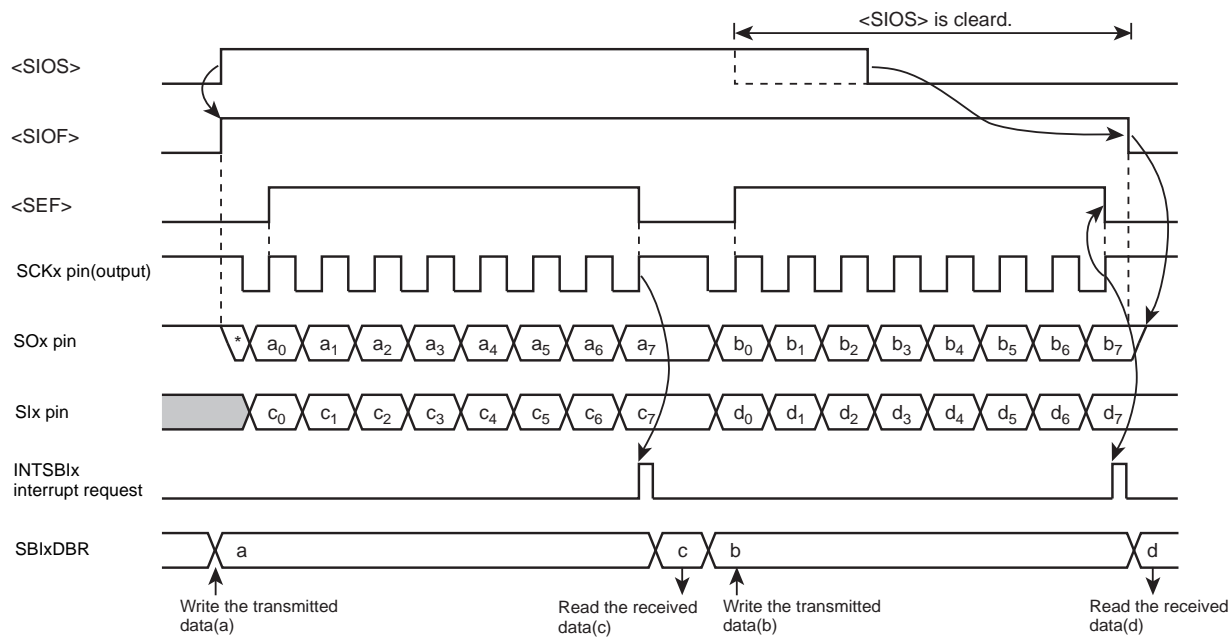 <SIOS> is cleard.
<SIOS>
<SIOF>
<SEF>
SCKx pin(output)
SOx pin
* a0 a1 a2 a3 a4 a5 a6 a7 b0 b1 b2 b3 b4 b5 b6 b7
SIx pin
c0 c1 c2 c3 c4 c5 c6 c7 d0 d1 d2 d3 d4 d5 d6 d7
INTSBIx
interrupt request
SBIxDBR
a c b d
Write the transmitted
data(a)
Read the received
data(c)
Write the transmitted
data(b)
Read the received
data(d)